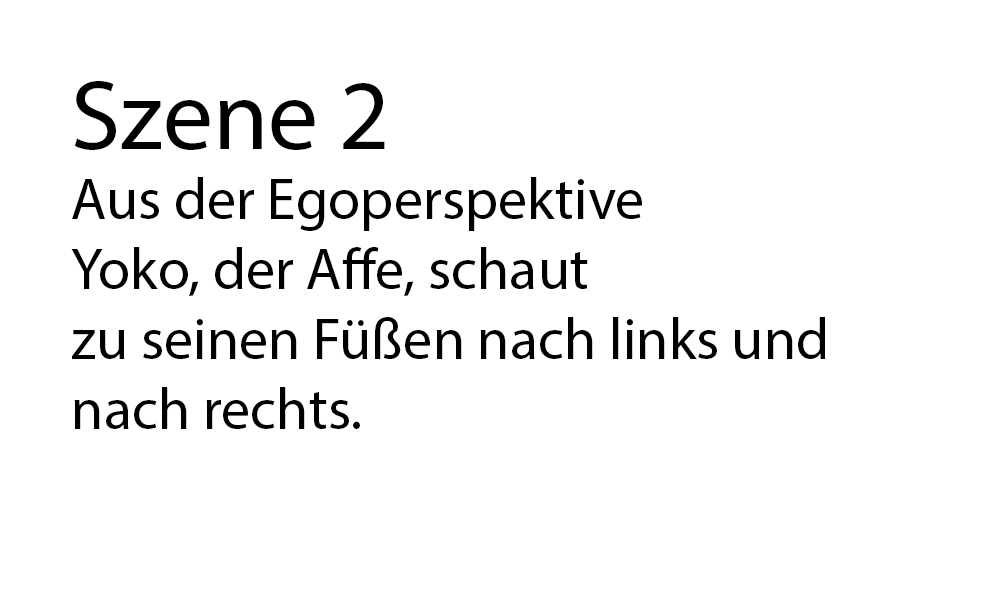 Szene 2
Aus der Egoperspektive
Yoko, der Affe, schaut
zu seinen Füßen nach links und
nach rechts.